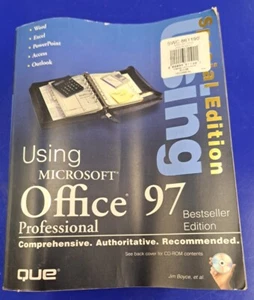 • Word
• Excel
• PowerPoint
• Access
• Outlook
Special Edition
Using
Using
MICROSOFT®
Office 97
Professional
Bestseller
Edition
Comprehensive. Authoritative. Recommended.
See back cover for CD-ROM contents
que®
Jim Boyce, et al.